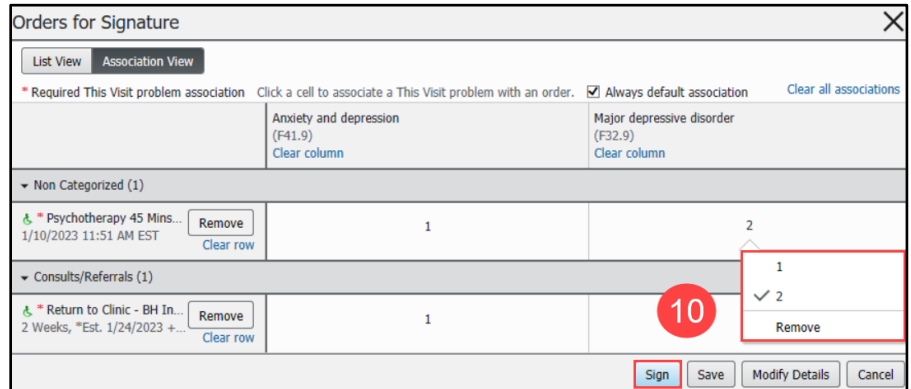 Orders for Signature
List View Association View
* Required This Visit problem association Click a cell to associate a This Visit problem with an order. Always default association Clear all associations
Anxiety and depression Major depressive disorder
(F41.9) (F32.9)
Clear column Clear column
Non Categorized (1)
* Psychotherapy 45 Mins... Remove 1 2
1/10/2023 11:51 AM EST Clear row
1
2
Remove
Consults/Referrals (1)
* Return to Clinic - BH In... Remove 1
2 Weeks, *Est. 1/24/2023 +... Clear row
10
Sign Save Modify Details Cancel